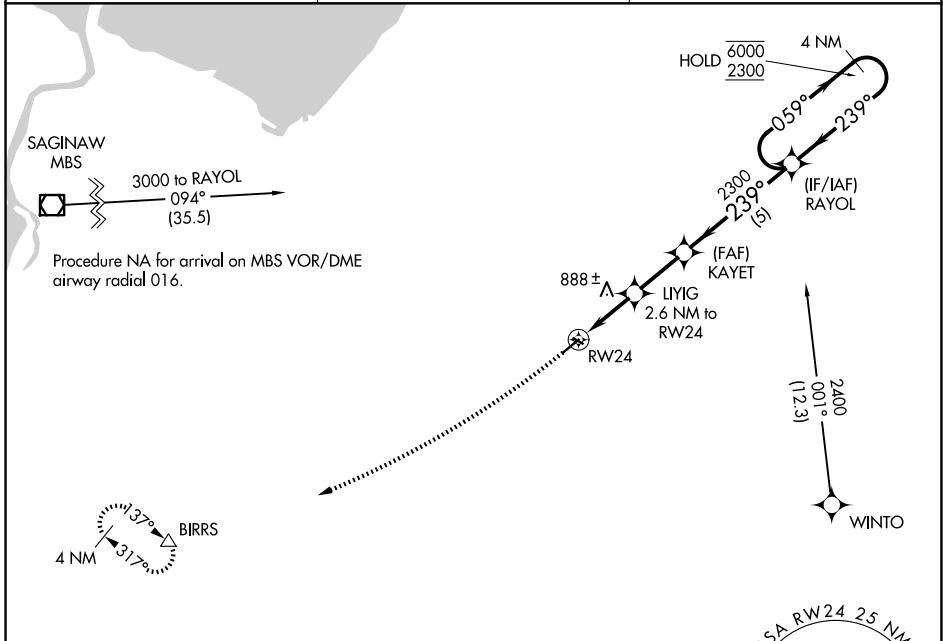 SAGINAW
MBS
3000 to RAYOL
094°
(35.5)
Procedure NA for arrival on MBS VOR/DME
airway radial 016.
HOLD 6000
2300
4 NM
059°
239°
(IF/IAF)
RAYOL
2300
239°
(5)
(FAF)
KAYET
888±
LIYIG
2.6 NM to
RW24
RW24
2400
001°
(12.3)
WINTO
137°
BIRRS
4 NM
317°
SA RW24 25 NM